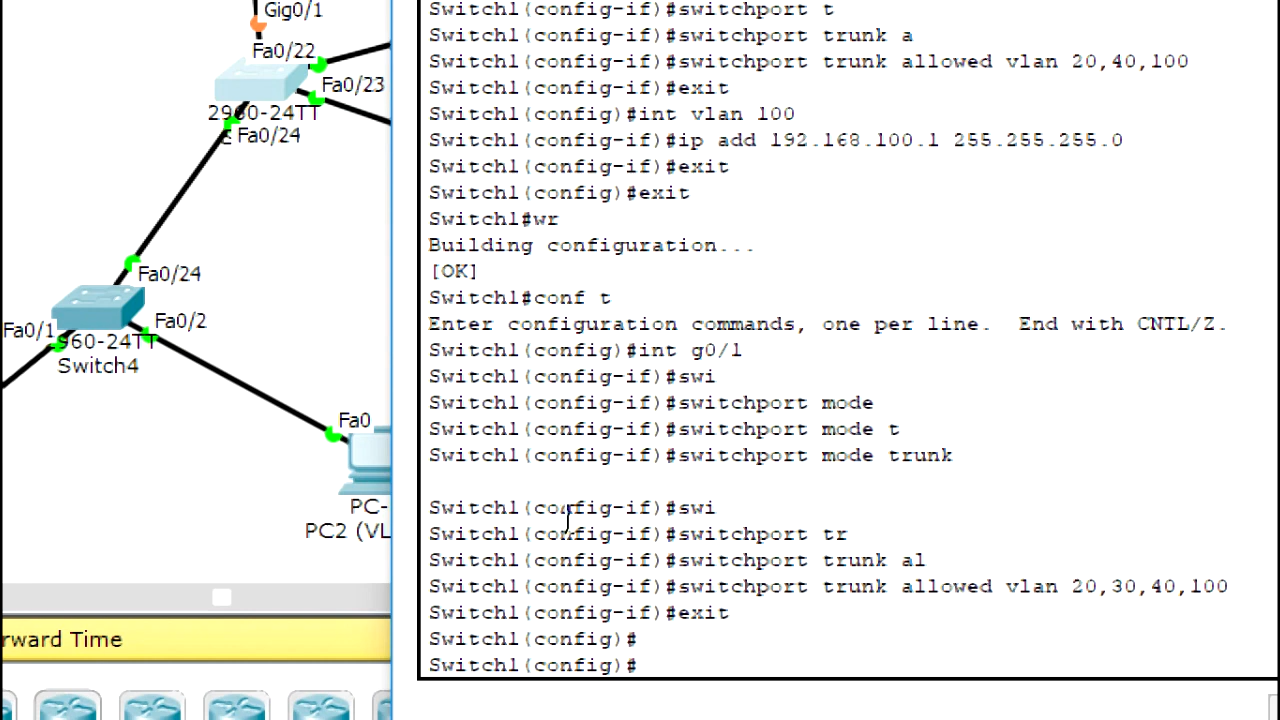 Gig0/1
Fa0/22
Fa0/23
2960-24TT
Fa0/24
Fa0/24
Fa0/2
Fa0/1
960-24TT
Switch4
Fa0
PC-
PC2 (VL
rward Time
Switch1(config-if)#switchport t
Switch1(config-if)#switchport trunk a
Switch1(config-if)#switchport trunk allowed vlan 20,40,100
Switch1(config-if)#exit
Switch1(config)#int vlan 100
Switch1(config-if)#ip add 192.168.100.1 255.255.255.0
Switch1(config-if)#exit
Switch1(config)#exit
Switch1#wr
Building configuration...
[OK]
Switch1#conf t
Enter configuration commands, one per line.  End with CNTL/Z.
Switch1(config)#int g0/1
Switch1(config-if)#swi
Switch1(config-if)#switchport mode
Switch1(config-if)#switchport mode t
Switch1(config-if)#switchport mode trunk
Switch1(config-if)#swi
Switch1(config-if)#switchport tr
Switch1(config-if)#switchport trunk al
Switch1(config-if)#switchport trunk allowed vlan 20,30,40,100
Switch1(config-if)#exit
Switch1(config)#
Switch1(config)#